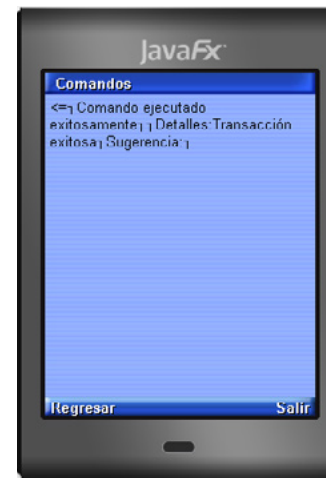 JavaFx
Comandos
<=┐Comando ejecutado
exitosamente┐┐Detalles:Transacción
exitosa┐Sugerencia:┐
Regresar Salir